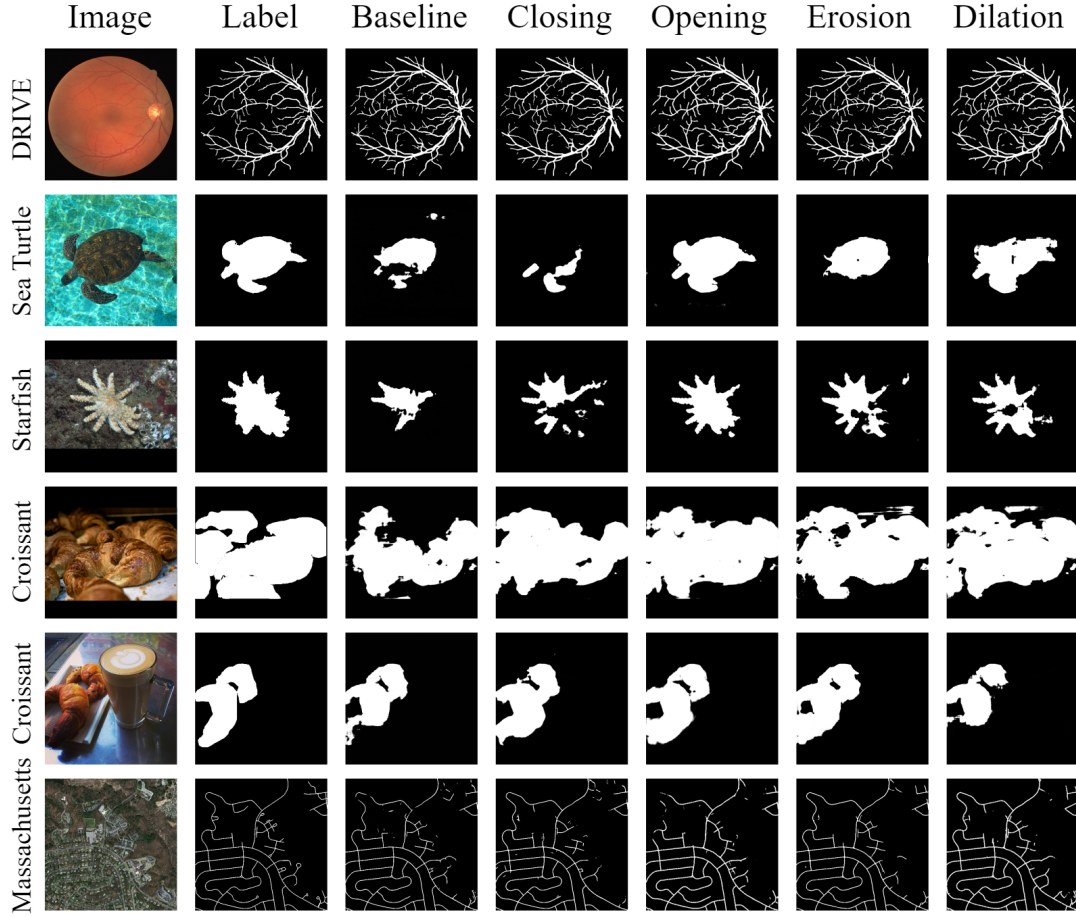 Image Label Baseline Closing Opening Erosion Dilation
DRIVE
Sea Turtle
Starfish
Croissant
Croissant
Massachusetts